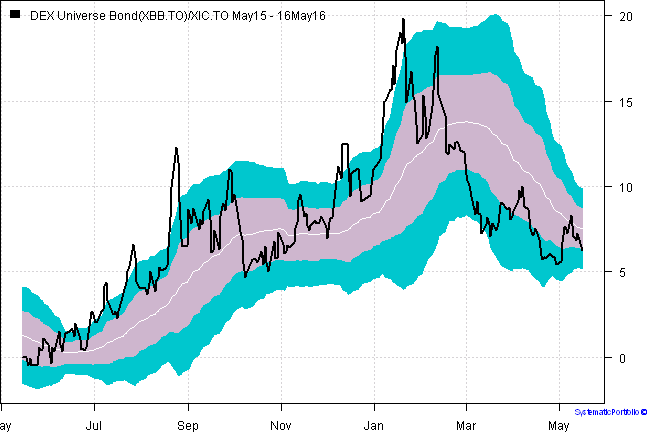 DEX Universe Bond(XBB.TO)/XIC.TO May15 - 16May16
20
15
10
5
0
ay Jul Sep Nov Jan Mar May
SystematicPortfolio ©